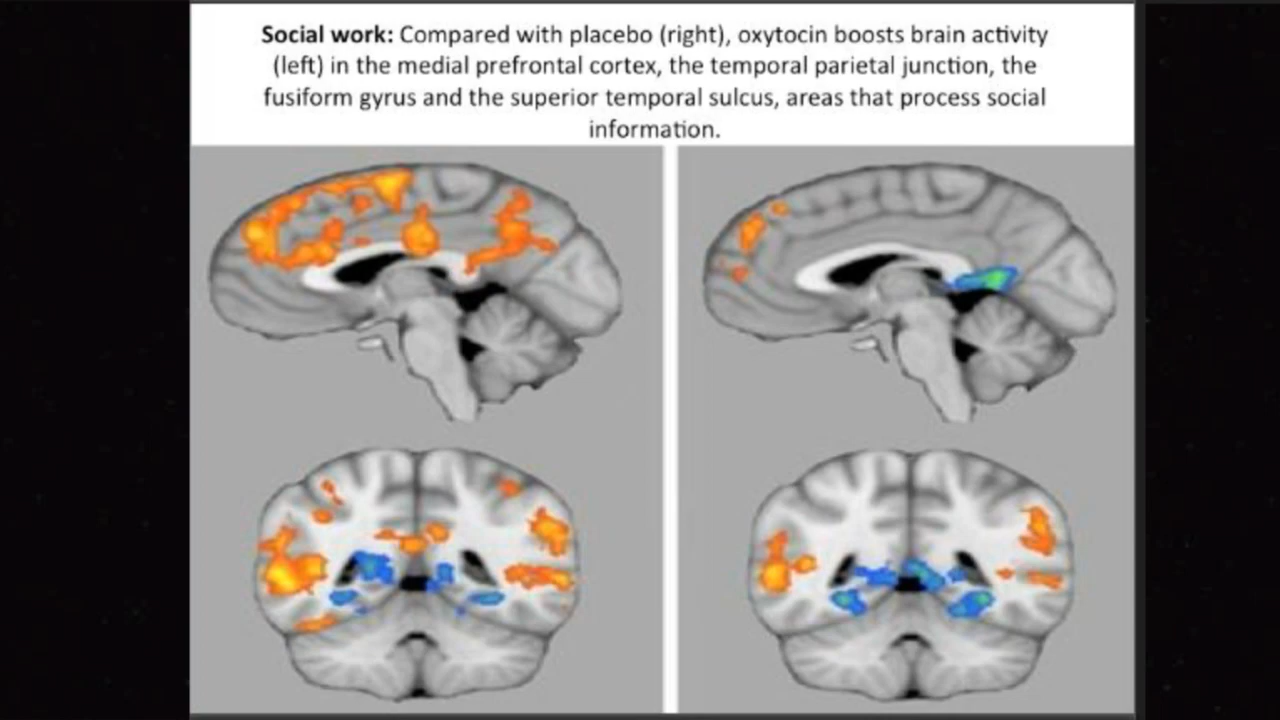 Social work: Compared with placebo (right), oxytocin boosts brain activity
(left) in the medial prefrontal cortex, the temporal parietal junction, the
fusiform gyrus and the superior temporal sulcus, areas that process social
information.